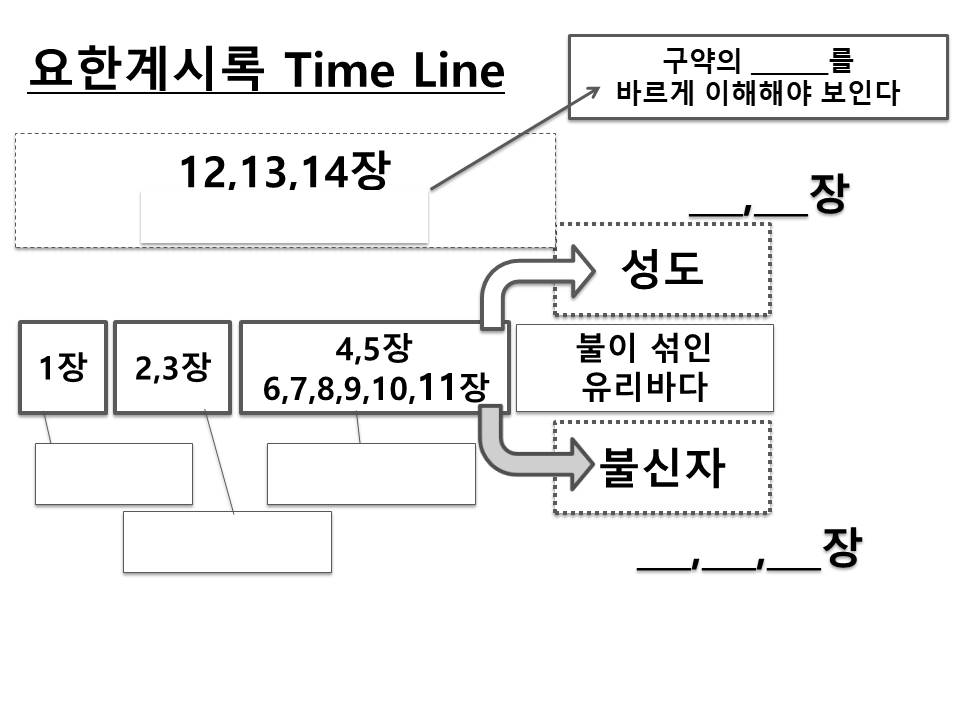 요한계시록 Time Line
구약의 ______를
바르게 이해해야 보인다
12,13,14장
___,___장
성도
1장
2,3장
4,5장
6,7,8,9,10,11장
불이 섞인
유리바다
불신자
___,___,___장